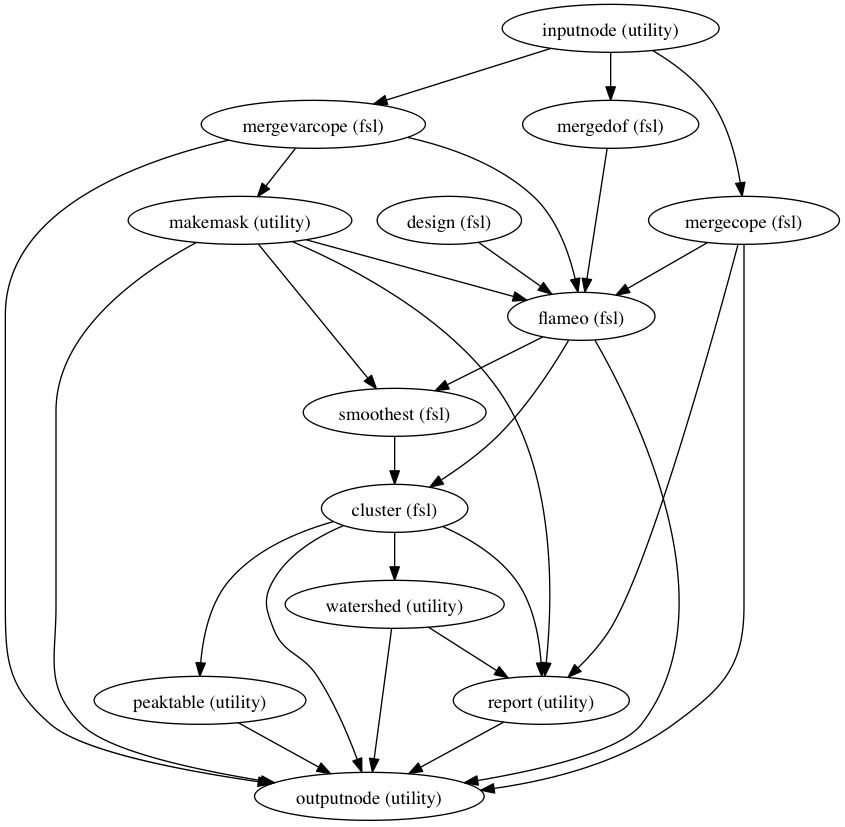 inputnode (utility)
mergevarcope (fsl)
mergedof (fsl)
makemask (utility)
design (fsl)
mergecope (fsl)
flameo (fsl)
smoothest (fsl)
cluster (fsl)
watershed (utility)
peaktable (utility)
report (utility)
outputnode (utility)